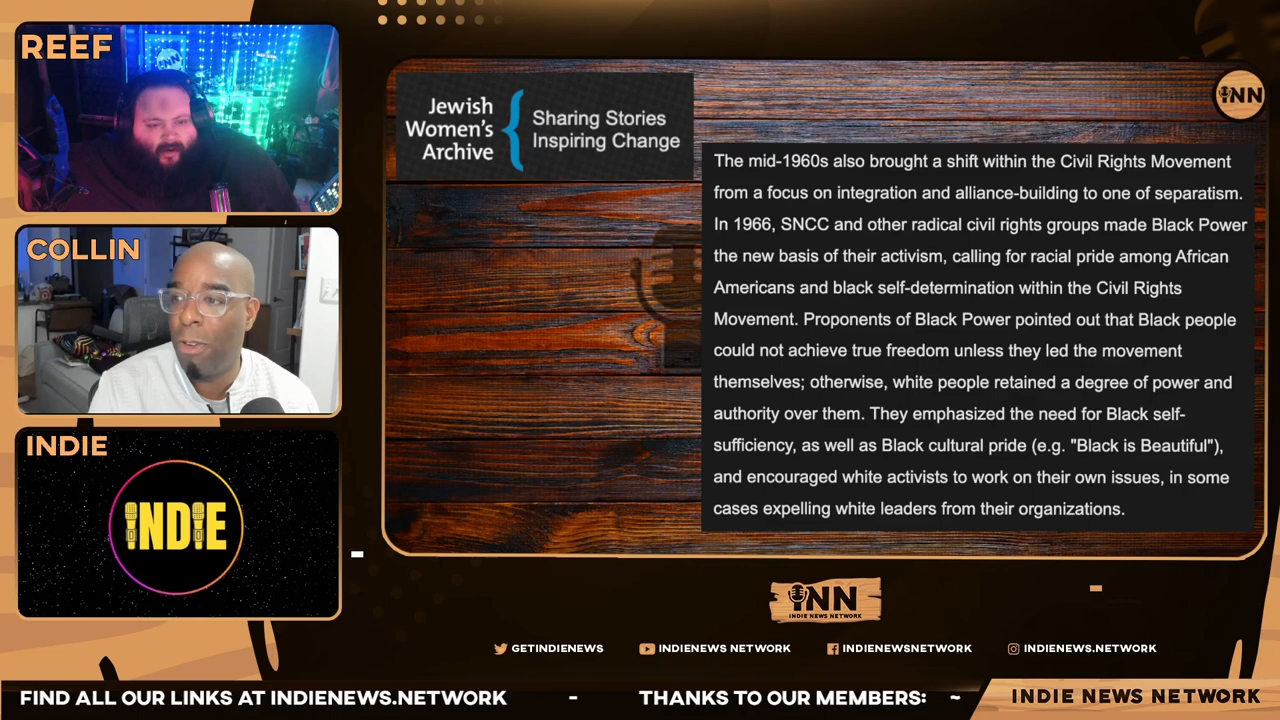 REEF
COLLIN
INDIE
INDIE
Jewish
Women's
Archive
Sharing Stories
Inspiring Change
INN
The mid-1960s also brought a shift within the Civil Rights Movement
from a focus on integration and alliance-building to one of separatism.
In 1966, SNCC and other radical civil rights groups made Black Power
the new basis of their activism, calling for racial pride among African
Americans and black self-determination within the Civil Rights
Movement. Proponents of Black Power pointed out that Black people
could not achieve true freedom unless they led the movement
themselves; otherwise, white people retained a degree of power and
authority over them. They emphasized the need for Black self-
sufficiency, as well as Black cultural pride (e.g. "Black is Beautiful"),
and encouraged white activists to work on their own issues, in some
cases expelling white leaders from their organizations.
INN
INDIE NEWS NETWORK
GETINDIENEWS
INDIENEWS NETWORK
INDIENEWSNETWORK
INDIENEWS.NETWORK
FIND ALL OUR LINKS AT INDIENEWS.NETWORK - THANKS TO OUR MEMBERS: ~
INDIE NEWS NETWORK